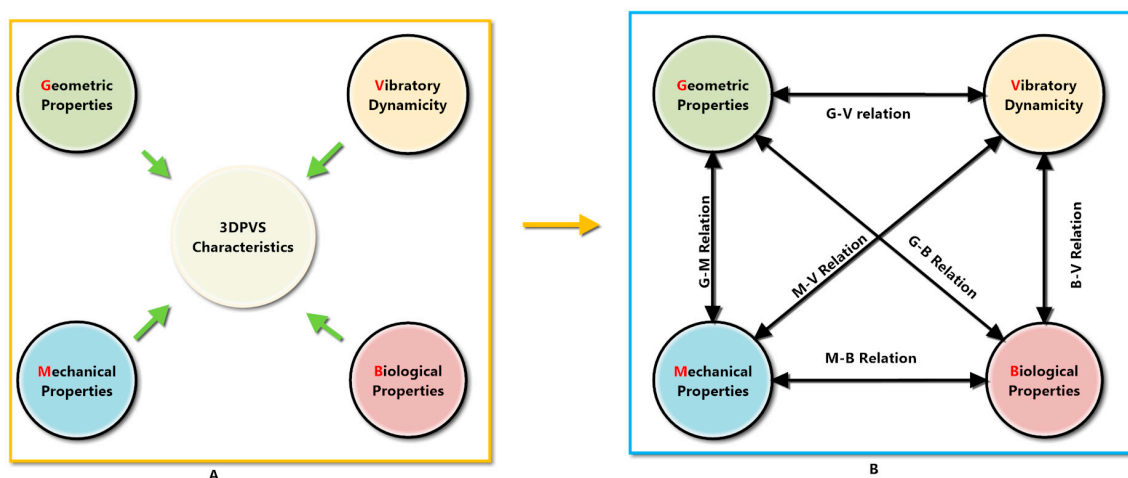 Geometric
Properties
Vibratory
Dynamicity
3DPVS
Characteristics
Mechanical
Properties
Biological
Properties
A
Geometric
Properties
Vibratory
Dynamicity
G-V relation
G-M Relation
M-V Relation
G-B Relation
B-V Relation
M-B Relation
Mechanical
Properties
Biological
Properties
B